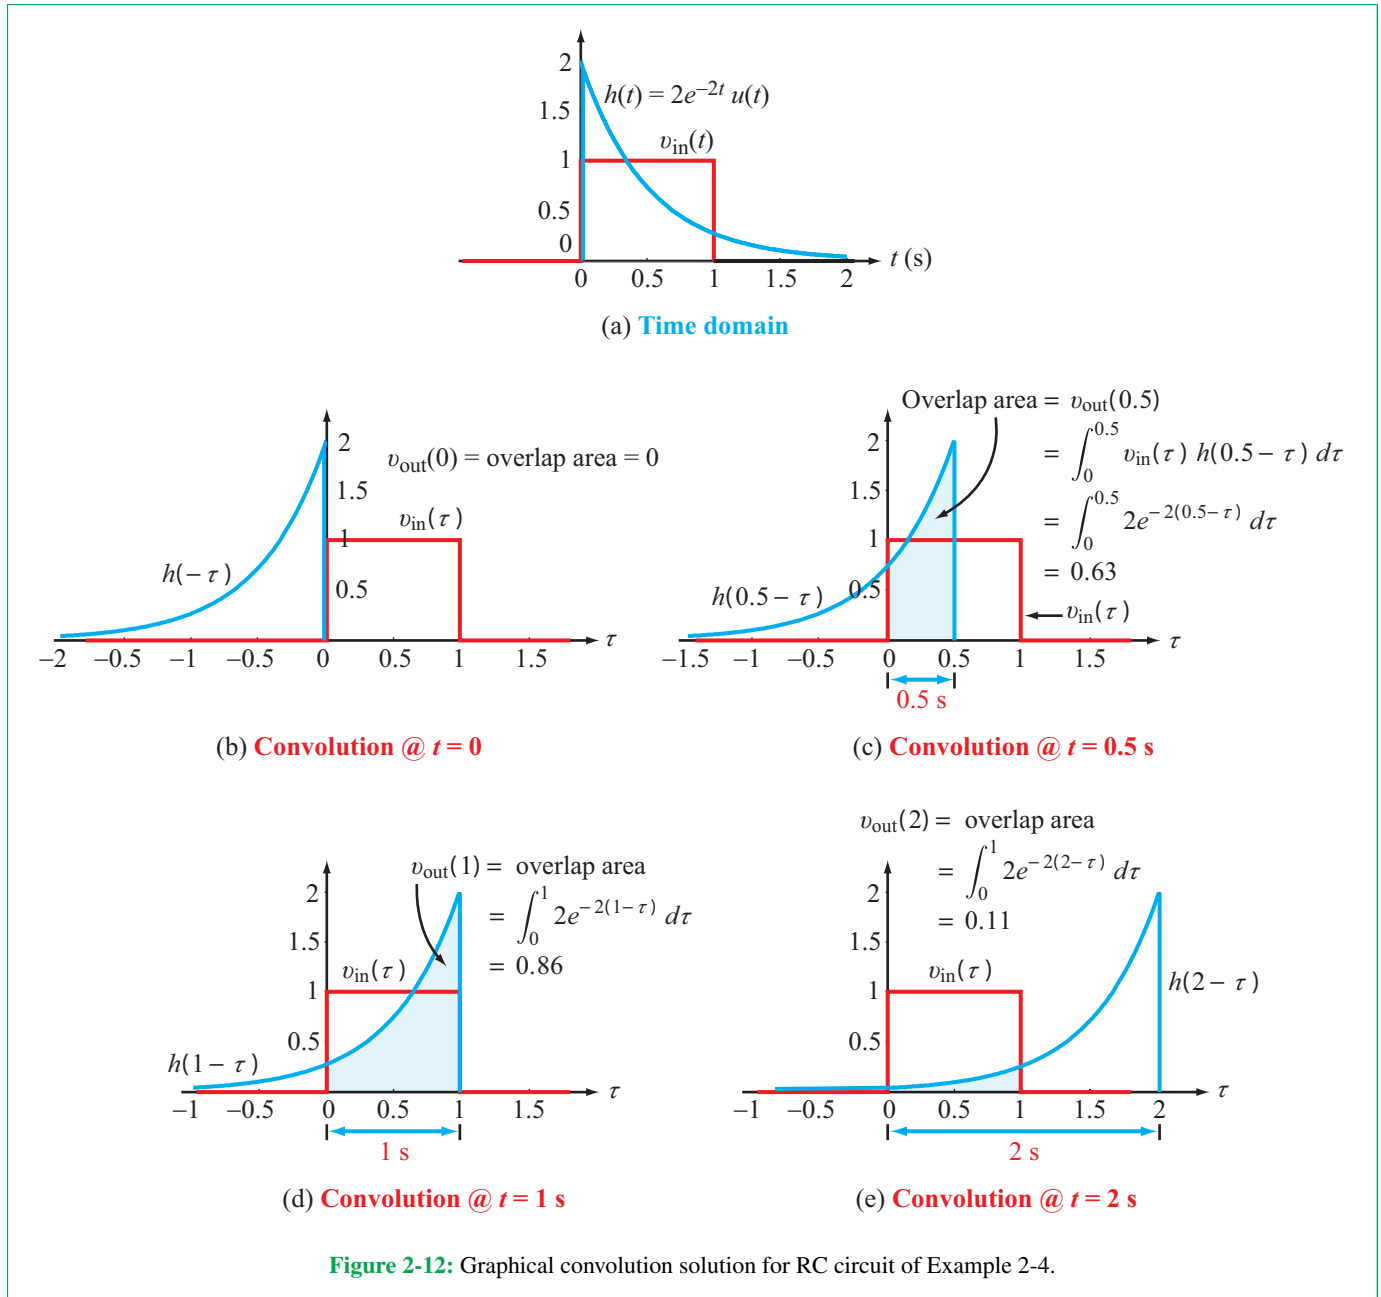 2
h(t) = 2e^{−2t} u(t)
1.5
υ_in(t)
1
0.5
0
t (s)
0 0.5 1 1.5 2
(a) Time domain
2
υ_out(0) = overlap area = 0
1.5
υ_in(τ)
1
h(−τ)
0.5
τ
−2 −0.5 −1 −0.5 0 1 1.5
(b) Convolution @ t = 0
Overlap area = υ_out(0.5)
= ∫_0^{0.5} υ_in(τ) h(0.5 − τ) dτ
= ∫_0^{0.5} 2e^{−2(0.5−τ)} dτ
= 0.63
2
1.5
1
0.5
h(0.5 − τ)
υ_in(τ)
τ
−1.5 −1 −0.5 0 0.5 1 1.5
0.5 s
(c) Convolution @ t = 0.5 s
υ_out(1) = overlap area
= ∫_0^1 2e^{−2(1−τ)} dτ
= 0.86
2
1.5
υ_in(τ)
1
0.5
h(1 − τ)
τ
−1 −0.5 0 0.5 1 1.5
1 s
(d) Convolution @ t = 1 s
υ_out(2) = overlap area
= ∫_0^1 2e^{−2(2−τ)} dτ
= 0.11
2
1.5
υ_in(τ)
1
h(2 − τ)
0.5
τ
−1 −0.5 0 0.5 1 1.5 2
2 s
(e) Convolution @ t = 2 s
Figure 2-12: Graphical convolution solution for RC circuit of Example 2-4.